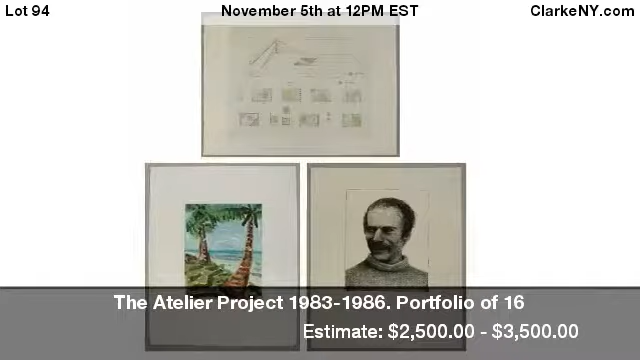 Lot 94
November 5th at 12PM EST
ClarkeNY.com
The Atelier Project 1983-1986. Portfolio of 16
Estimate: $2,500.00 - $3,500.00